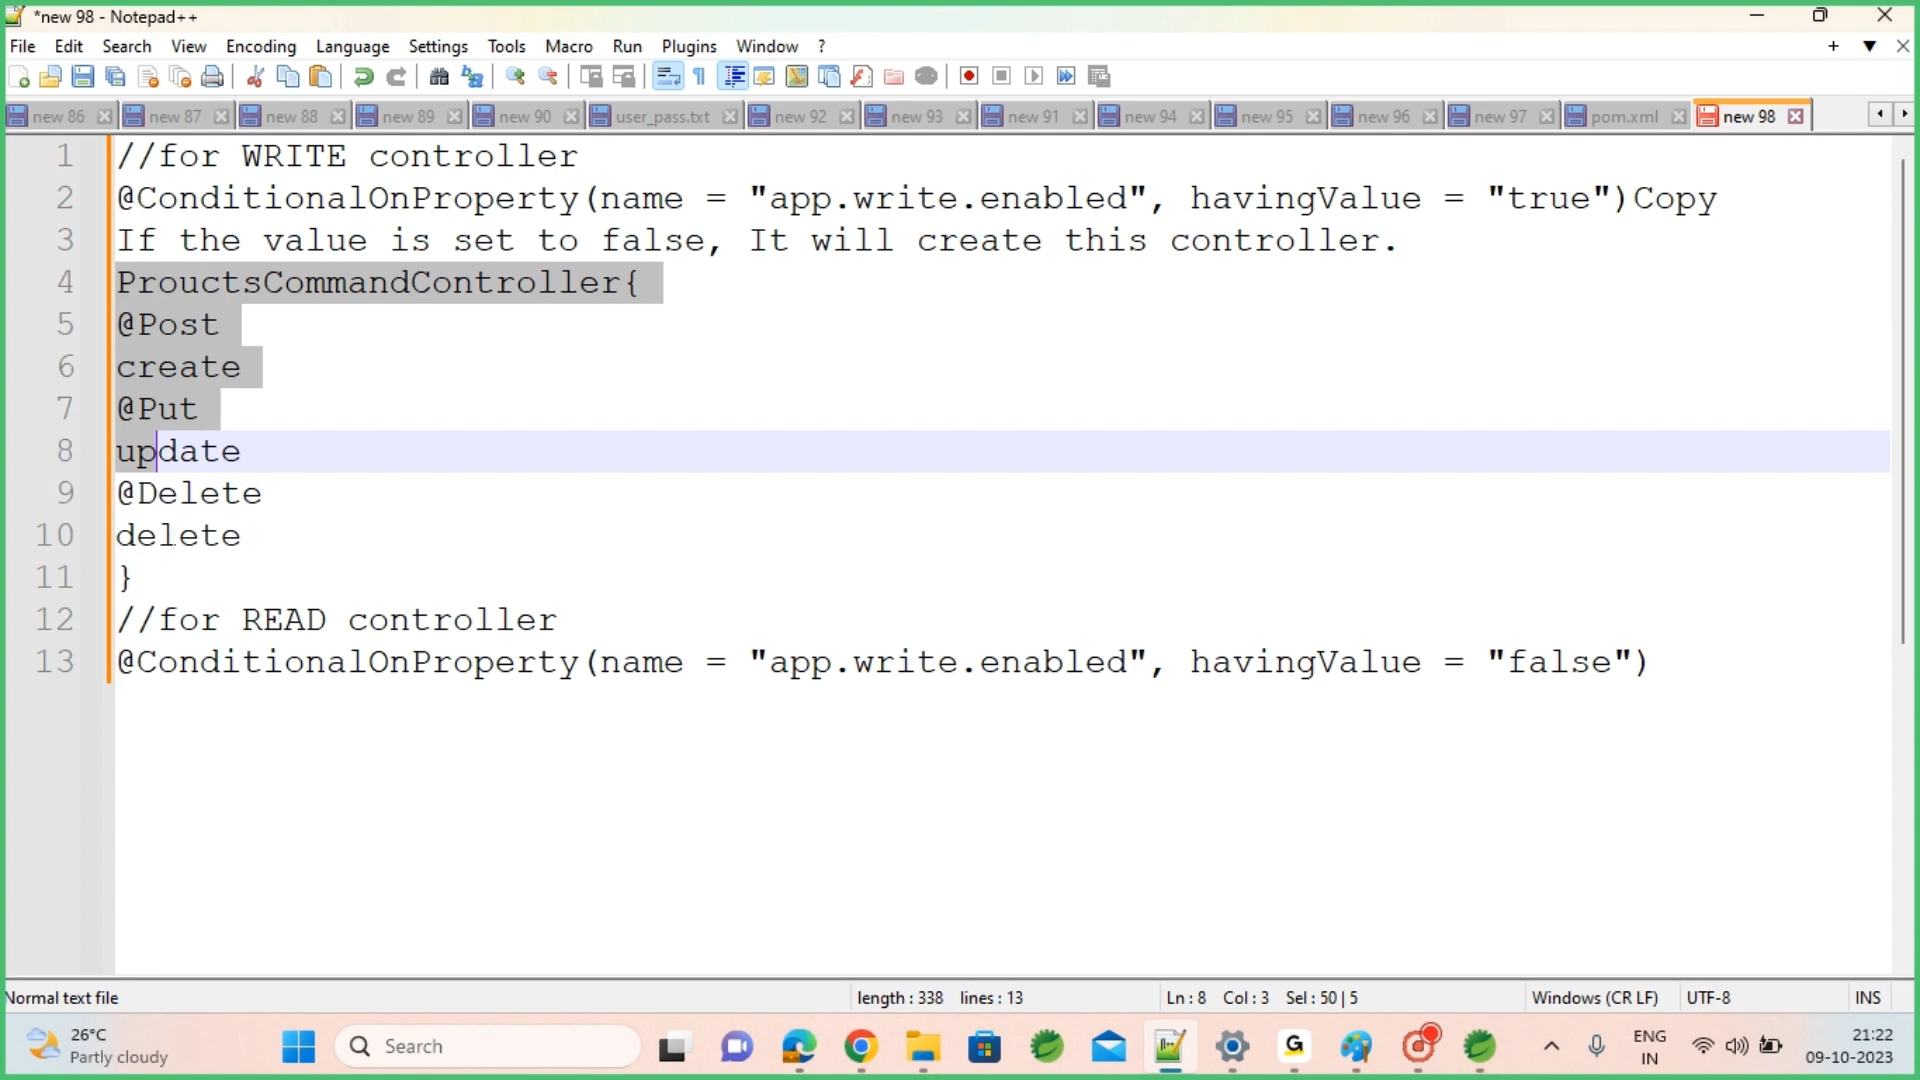 *new 98 - Notepad++
File Edit Search View Encoding Language Settings Tools Macro Run Plugins Window ?
new 86 new 87 new 88 new 89 new 90 user_pass.txt new 92 new 93 new 91 new 94 new 95 new 96 new 97 pom.xml new 98
1 //for WRITE controller
2 @ConditionalOnProperty(name = "app.write.enabled", havingValue = "true")Copy
3 If the value is set to false, It will create this controller.
4 ProuctsCommandController{
5 @Post
6 create
7 @Put
8 update
9 @Delete
10 delete
11 }
12 //for READ controller
13 @ConditionalOnProperty(name = "app.write.enabled", havingValue = "false")
Normal text file length : 338 lines : 13 Ln : 8 Col : 3 Sel : 50 | 5 Windows (CR LF) UTF-8 INS
26°C
Partly cloudy
Search
G
ENG
IN
21:22
09-10-2023